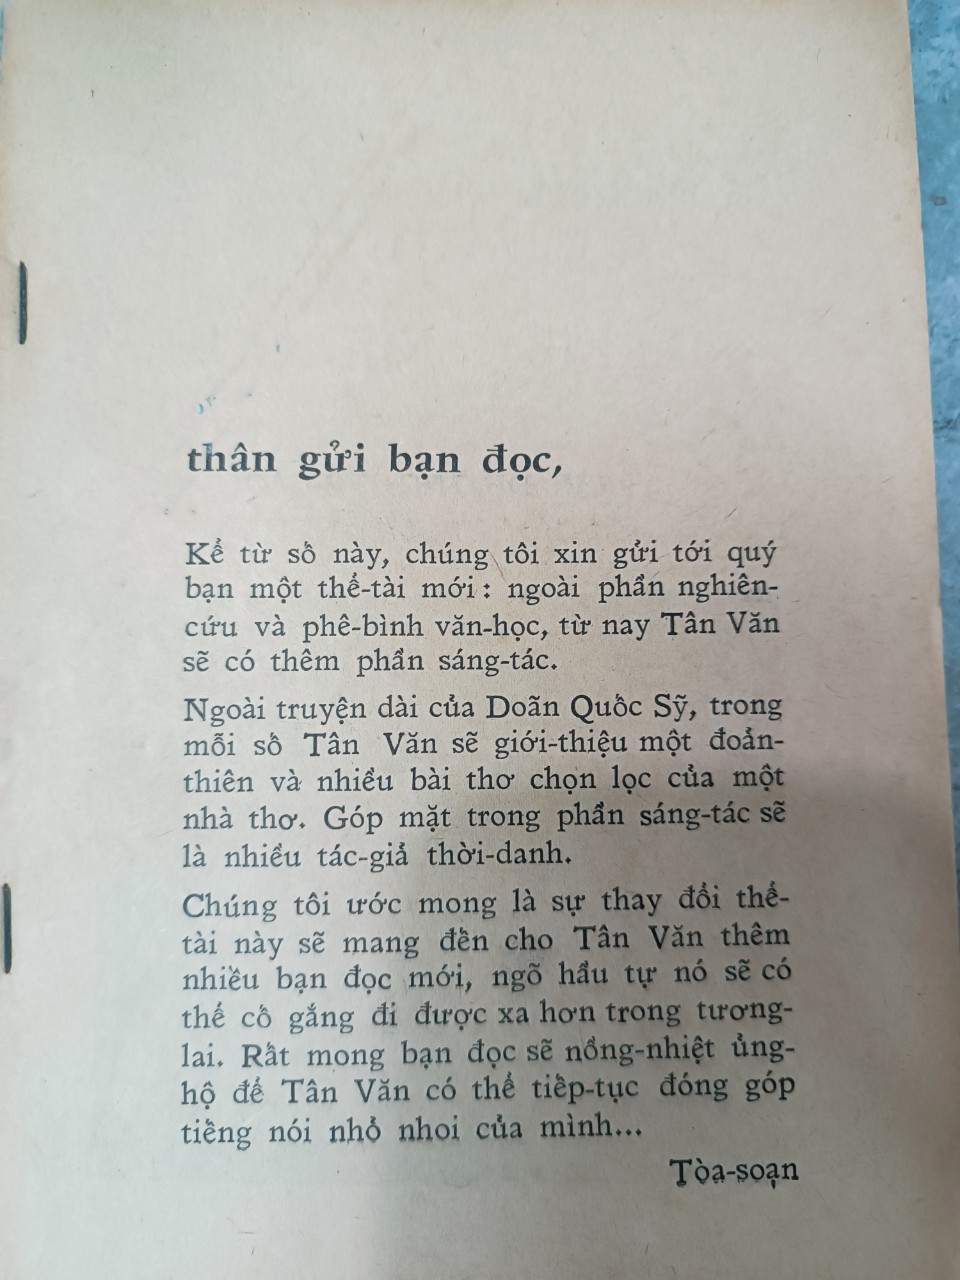 thân gửi bạn đọc,
Kể từ số này, chúng tôi xin gửi tới quý
bạn một thể-tài mới : ngoài phần nghiên-
cứu và phê-bình văn-học, từ nay Tân Văn
sẽ có thêm phần sáng-tác.
Ngoài truyện dài của Doãn Quốc Sỹ, trong
mỗi số Tân Văn sẽ giới-thiệu một đoản-
thiên và nhiều bài thơ chọn lọc của một
nhà thơ. Góp mặt trong phần sáng-tác sẽ
là nhiều tác-giả thời-danh.
Chúng tôi ước mong là sự thay đổi thể-
tài này sẽ mang đến cho Tân Văn thêm
nhiều bạn đọc mới, ngõ hầu tự nó sẽ có
thể cố gắng đi được xa hơn trong tương-
lai. Rất mong bạn đọc sẽ nồng-nhiệt ủng-
hộ để Tân Văn có thể tiếp-tục đóng góp
tiếng nói nhỏ nhoi của mình...
Tòa-soạn